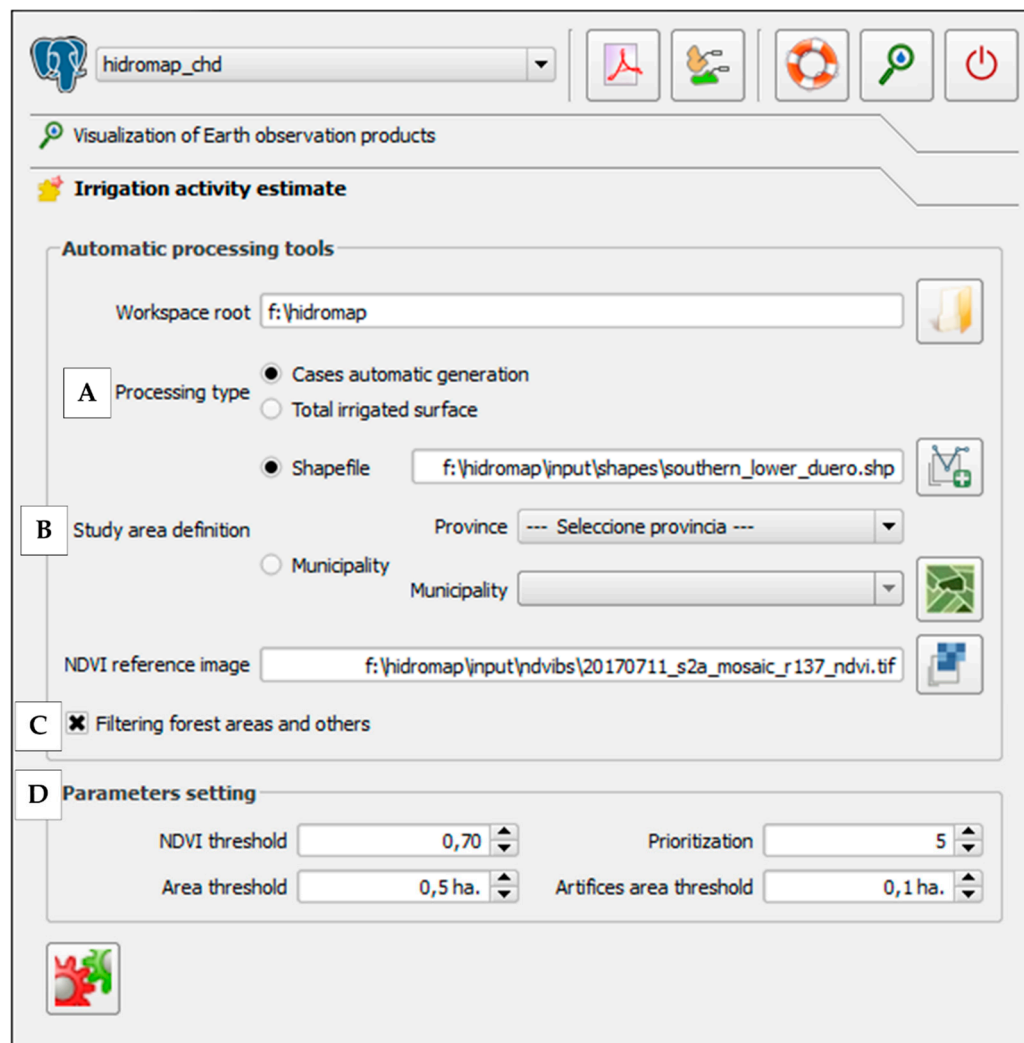 hidromap_chd
Visualization of Earth observation products
Irrigation activity estimate
Automatic processing tools
Workspace root f:\hidromap
A Processing type
Cases automatic generation
Total irrigated surface
Shapefile f:\hidromap\input\shapes\southern_lower_duero.shp
B Study area definition
Province --- Seleccione provincia ---
Municipality
Municipality
NDVI reference image f:\hidromap\input\ndvibs\20170711_s2a_mosaic_r137_ndvi.tif
C Filtering forest areas and others
D Parameters setting
NDVI threshold 0,70 Prioritization 5
Area threshold 0,5 ha. Artifices area threshold 0,1 ha.